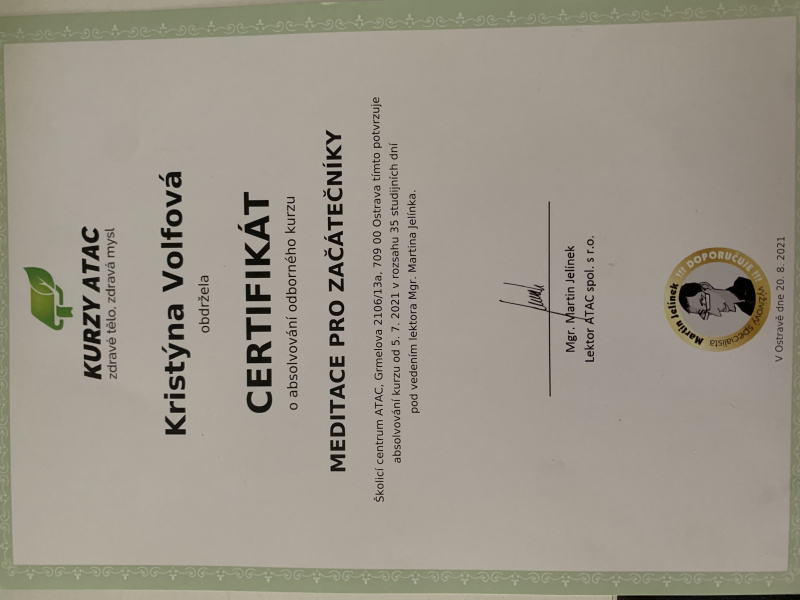 KURZY ATAC
zdravé tělo, zdravá mysl
Kristýna Volfová
obdržela
CERTIFIKÁT
o absolvování odborného kurzu
MEDITACE PRO ZAČÁTEČNÍKY
Školicí centrum ATAC, Grmelova 2106/13a, 709 00 Ostrava tímto potvrzuje
absolvování kurzu od 5. 7. 2021 v rozsahu 35 studijních dní
pod vedením lektora Mgr. Martina Jelínka.
Mgr. Martin Jelínek
Lektor ATAC spol. s r.o.
Martin Jelínek !!! DOPORUČUJE !!!
výživový specialista
V Ostravě dne 20. 8. 2021